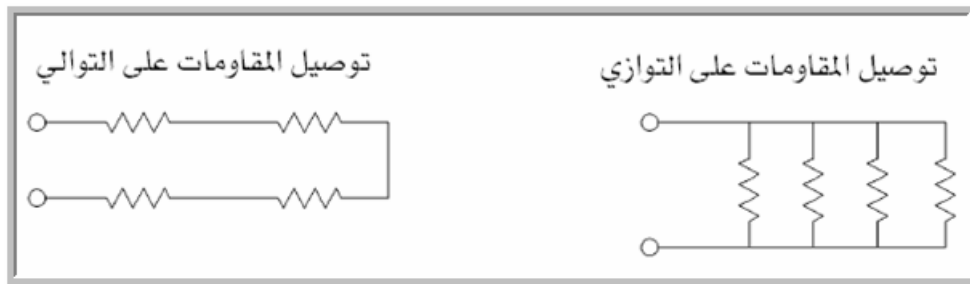 توصيل المقاومات على التوازي
توصيل المقاومات على التوالي